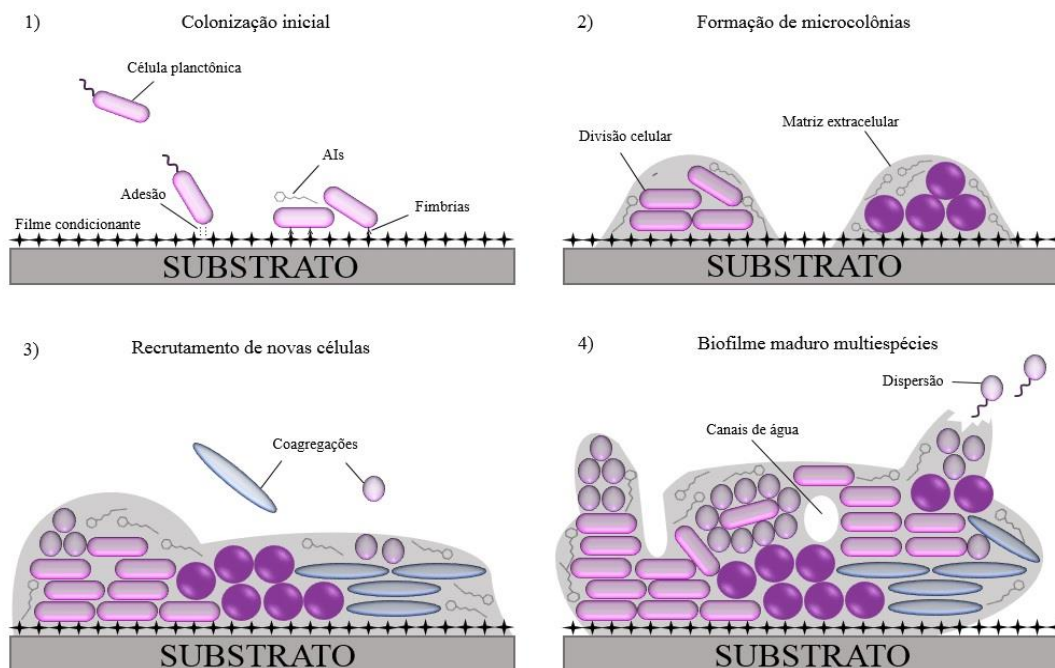 1)
Colonização inicial
Célula planctônica
AIs
Adesão
Fimbrias
Filme condicionante
SUBSTRATO
2)
Formação de microcolônias
Matriz extracelular
Divisão celular
SUBSTRATO
3)
Recrutamento de novas células
Coagregações
SUBSTRATO
4)
Biofilme maduro multiespécies
Dispersão
Canais de água
SUBSTRATO